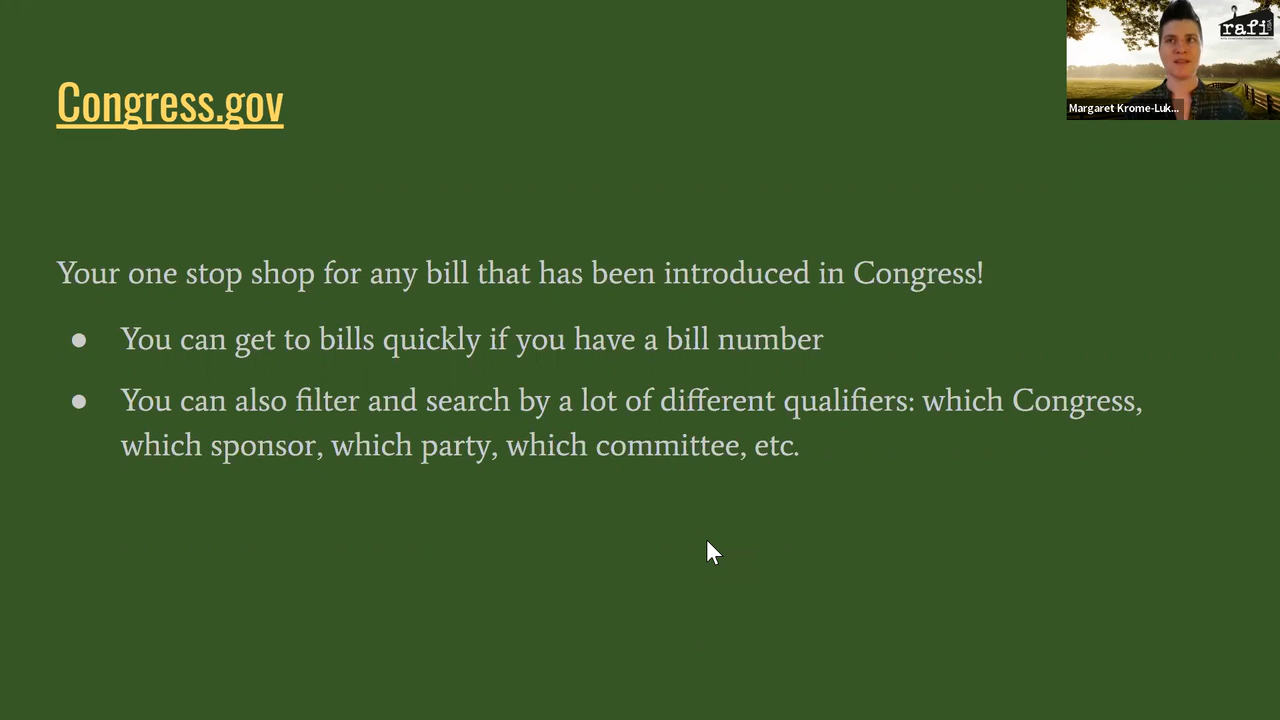 Congress.gov
rafi
USA
Margaret Krome-Luk...
Your one stop shop for any bill that has been introduced in Congress!
● You can get to bills quickly if you have a bill number
● You can also filter and search by a lot of different qualifiers: which Congress,
which sponsor, which party, which committee, etc.